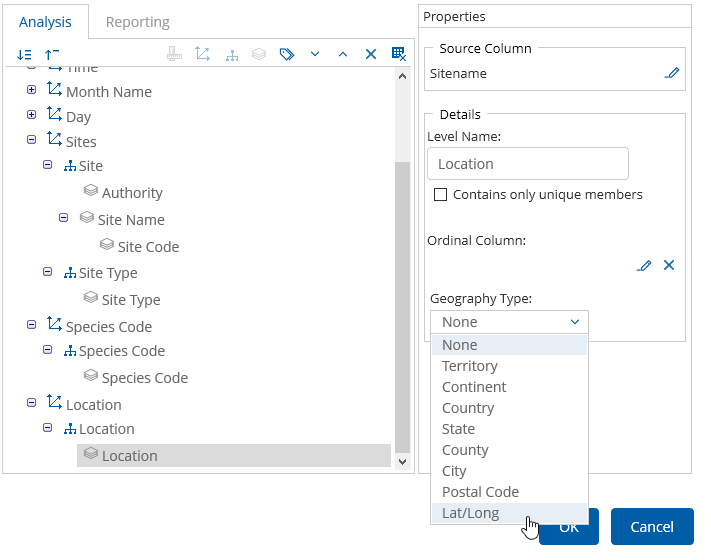 Analysis
Reporting
Time
Month Name
Day
Sites
Site
Authority
Site Name
Site Code
Site Type
Site Type
Species Code
Species Code
Species Code
Location
Location
Location
Properties
Source Column
Sitename
Details
Level Name:
Location
Contains only unique members
Ordinal Column:
Geography Type:
None
None
Territory
Continent
Country
State
County
City
Postal Code
Lat/Long
OK
Cancel